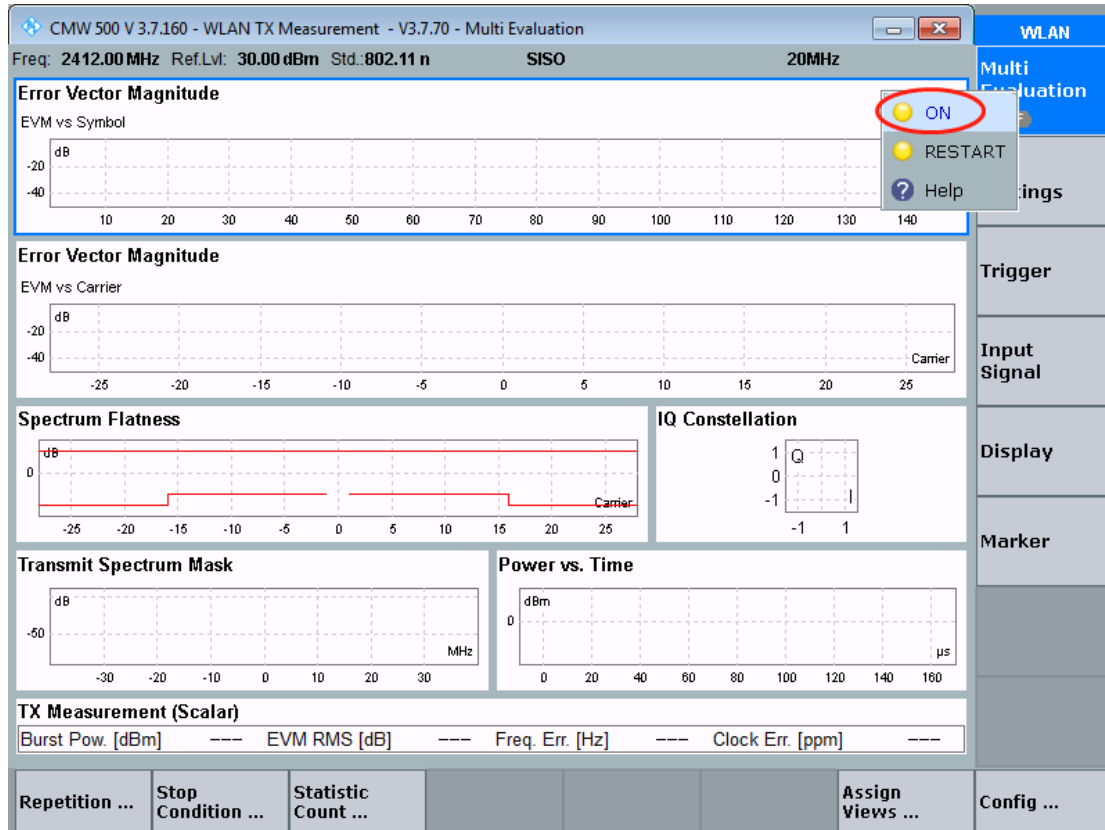 CMW 500 V 3.7.160 - WLAN TX Measurement - V3.7.70 - Multi Evaluation
WLAN
Freq: 2412.00 MHz Ref.Lvl: 30.00 dBm Std.:802.11 n SISO 20MHz
Multi
Evaluation
Error Vector Magnitude
EVM vs Symbol
ON
RESTART
Help
dB
-20
-40
10 20 30 40 50 60 70 80 90 100 110 120 130 140
Error Vector Magnitude
EVM vs Carrier
dB
-20
-40
Carrier
-25 -20 -15 -10 -5 0 5 10 15 20 25
Trigger
Input
Signal
Spectrum Flatness
dB
0
Carrier
-25 -20 -15 -10 -5 0 5 10 15 20 25
IQ Constellation
1 Q
0
-1 I
-1 1
Display
Marker
Transmit Spectrum Mask
dB
-50
MHz
-30 -20 -10 0 10 20 30
Power vs. Time
dBm
0
µs
0 20 40 60 80 100 120 140 160
TX Measurement (Scalar)
Burst Pow. [dBm] --- EVM RMS [dB] --- Freq. Err. [Hz] --- Clock Err. [ppm] ---
Repetition ...
Stop
Condition ...
Statistic
Count ...
Assign
Views ...
Config ...